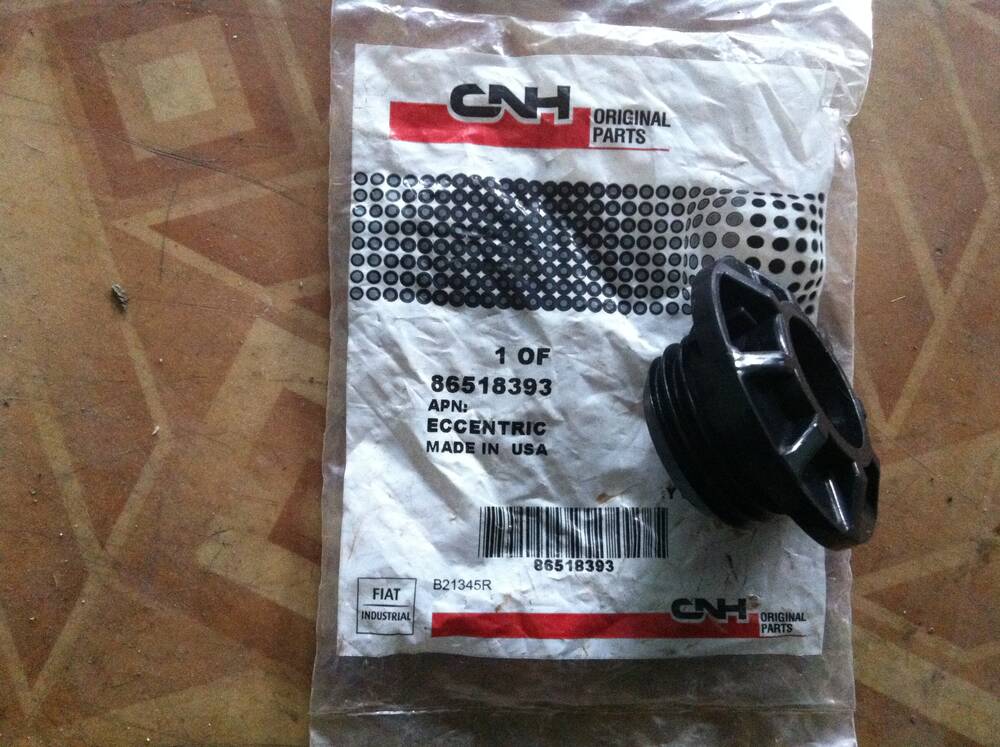 CNH
ORIGINAL
PARTS
1 OF
86518393
APN:
ECCENTRIC
MADE IN USA
Y
86518393
B21345R
FIAT
INDUSTRIAL
CNH
ORIGINAL
PARTS